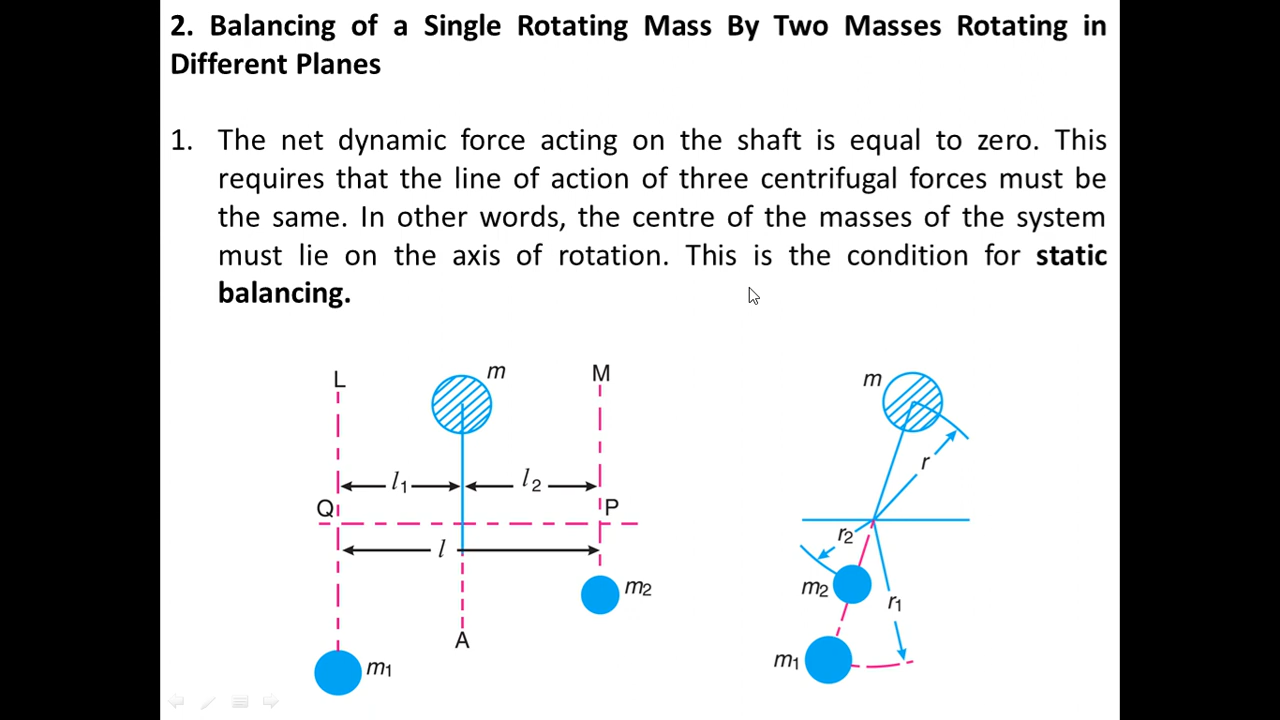 2. Balancing of a Single Rotating Mass By Two Masses Rotating in
Different Planes
1. The net dynamic force acting on the shaft is equal to zero. This
requires that the line of action of three centrifugal forces must be
the same. In other words, the centre of the masses of the system
must lie on the axis of rotation. This is the condition for static
balancing.
L
m
M
l1
l2
Q
P
l
m2
A
m1
m
r
r2
m2
r1
m1